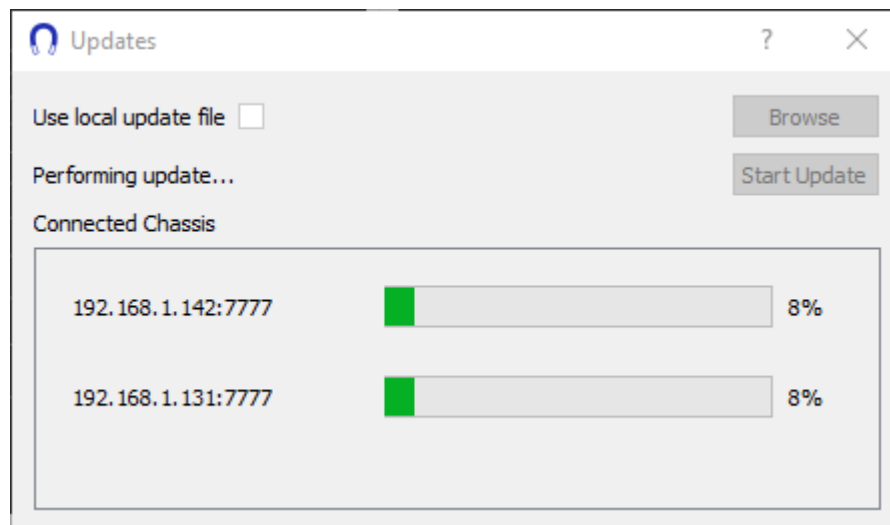 Updates
Use local update file Browse
Performing update... Start Update
Connected Chassis
192.168.1.142:7777 8%
192.168.1.131:7777 8%